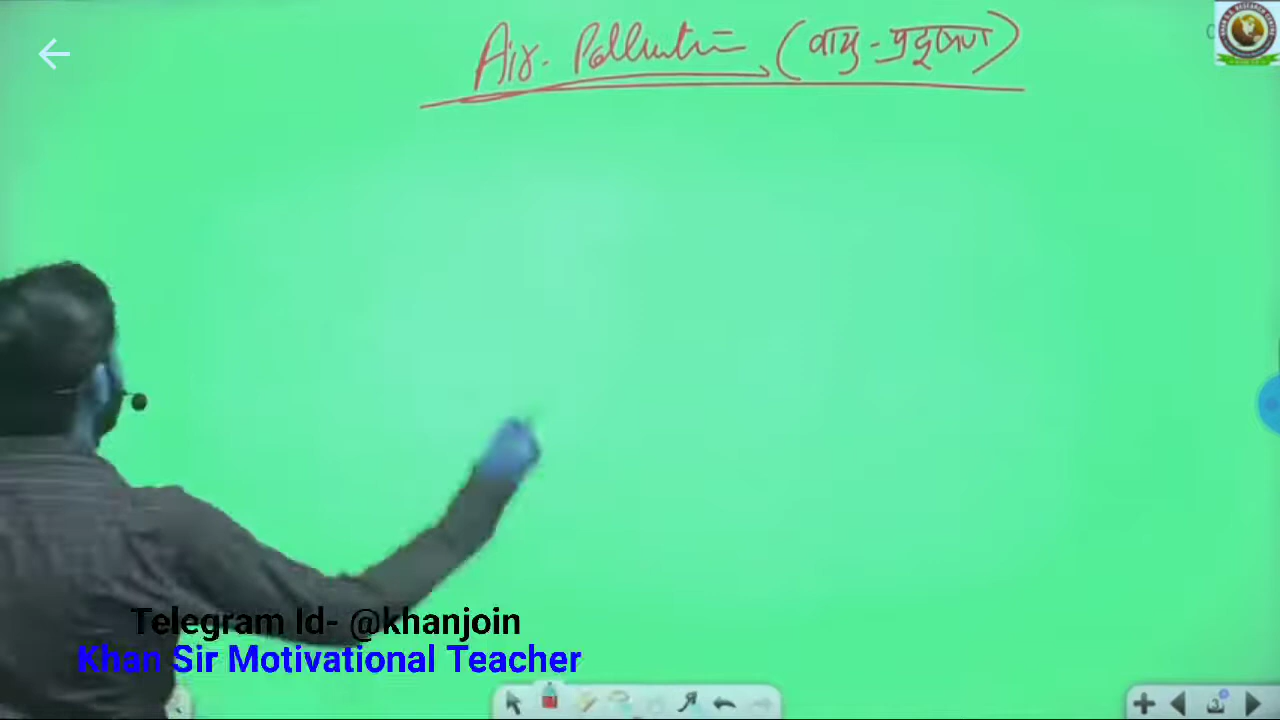 Air. Pollution (वायु-प्रदूषण)
Telegram Id- @khanjoin
Khan Sir Motivational Teacher